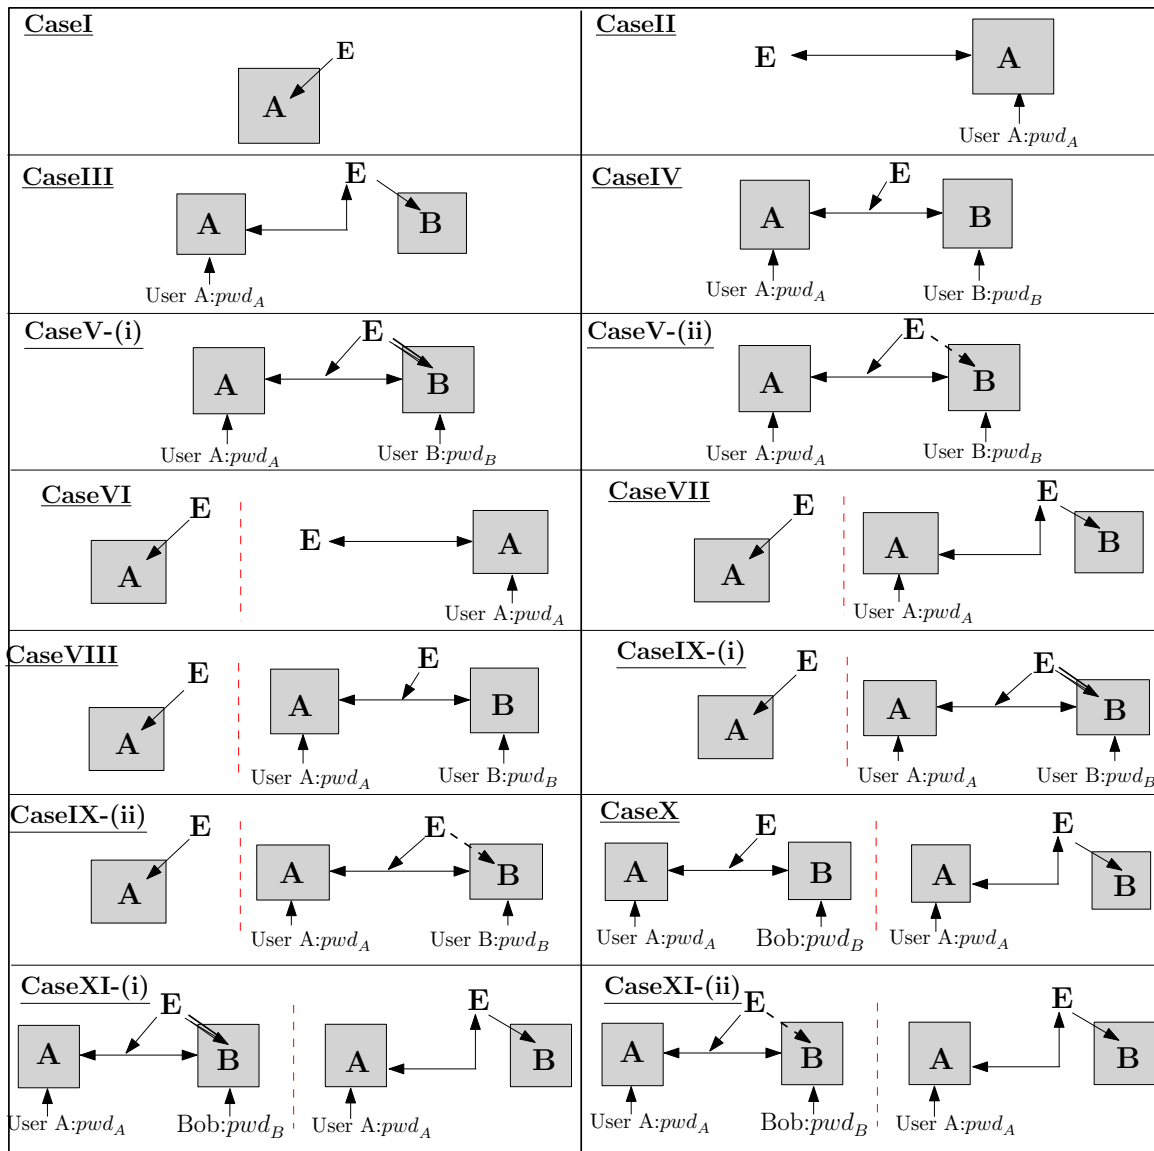 CaseI
E
A
CaseII
E
A
User A:pwd_A
CaseIII
E
A
B
User A:pwd_A
CaseIV
E
A
B
User A:pwd_A
User B:pwd_B
CaseV-(i)
E
A
B
User A:pwd_A
User B:pwd_B
CaseV-(ii)
E
A
B
User A:pwd_A
User B:pwd_B
CaseVI
E
A
E
A
User A:pwd_A
CaseVII
E
A
E
A
B
User A:pwd_A
CaseVIII
E
A
E
A
B
User A:pwd_A
User B:pwd_B
CaseIX-(i)
E
A
E
A
B
User A:pwd_A
User B:pwd_B
CaseIX-(ii)
E
A
E
A
B
User A:pwd_A
User B:pwd_B
CaseX
E
A
B
User A:pwd_A
Bob:pwd_B
E
A
B
User A:pwd_A
CaseXI-(i)
E
A
B
User A:pwd_A
Bob:pwd_B
E
A
B
User A:pwd_A
CaseXI-(ii)
E
A
B
User A:pwd_A
Bob:pwd_B
E
A
B
User A:pwd_A